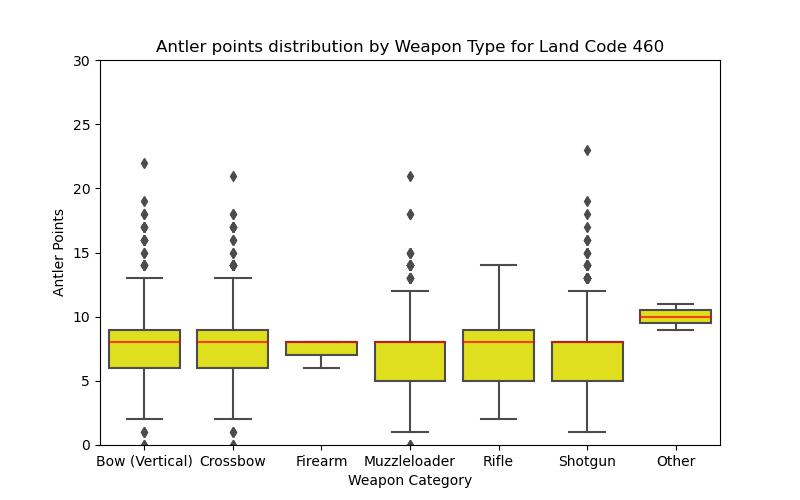 Antler points distribution by Weapon Type for Land Code 460
30
25
20
15
10
5
0
Antler Points
Bow (Vertical) Crossbow Firearm Muzzleloader Rifle Shotgun Other
Weapon Category